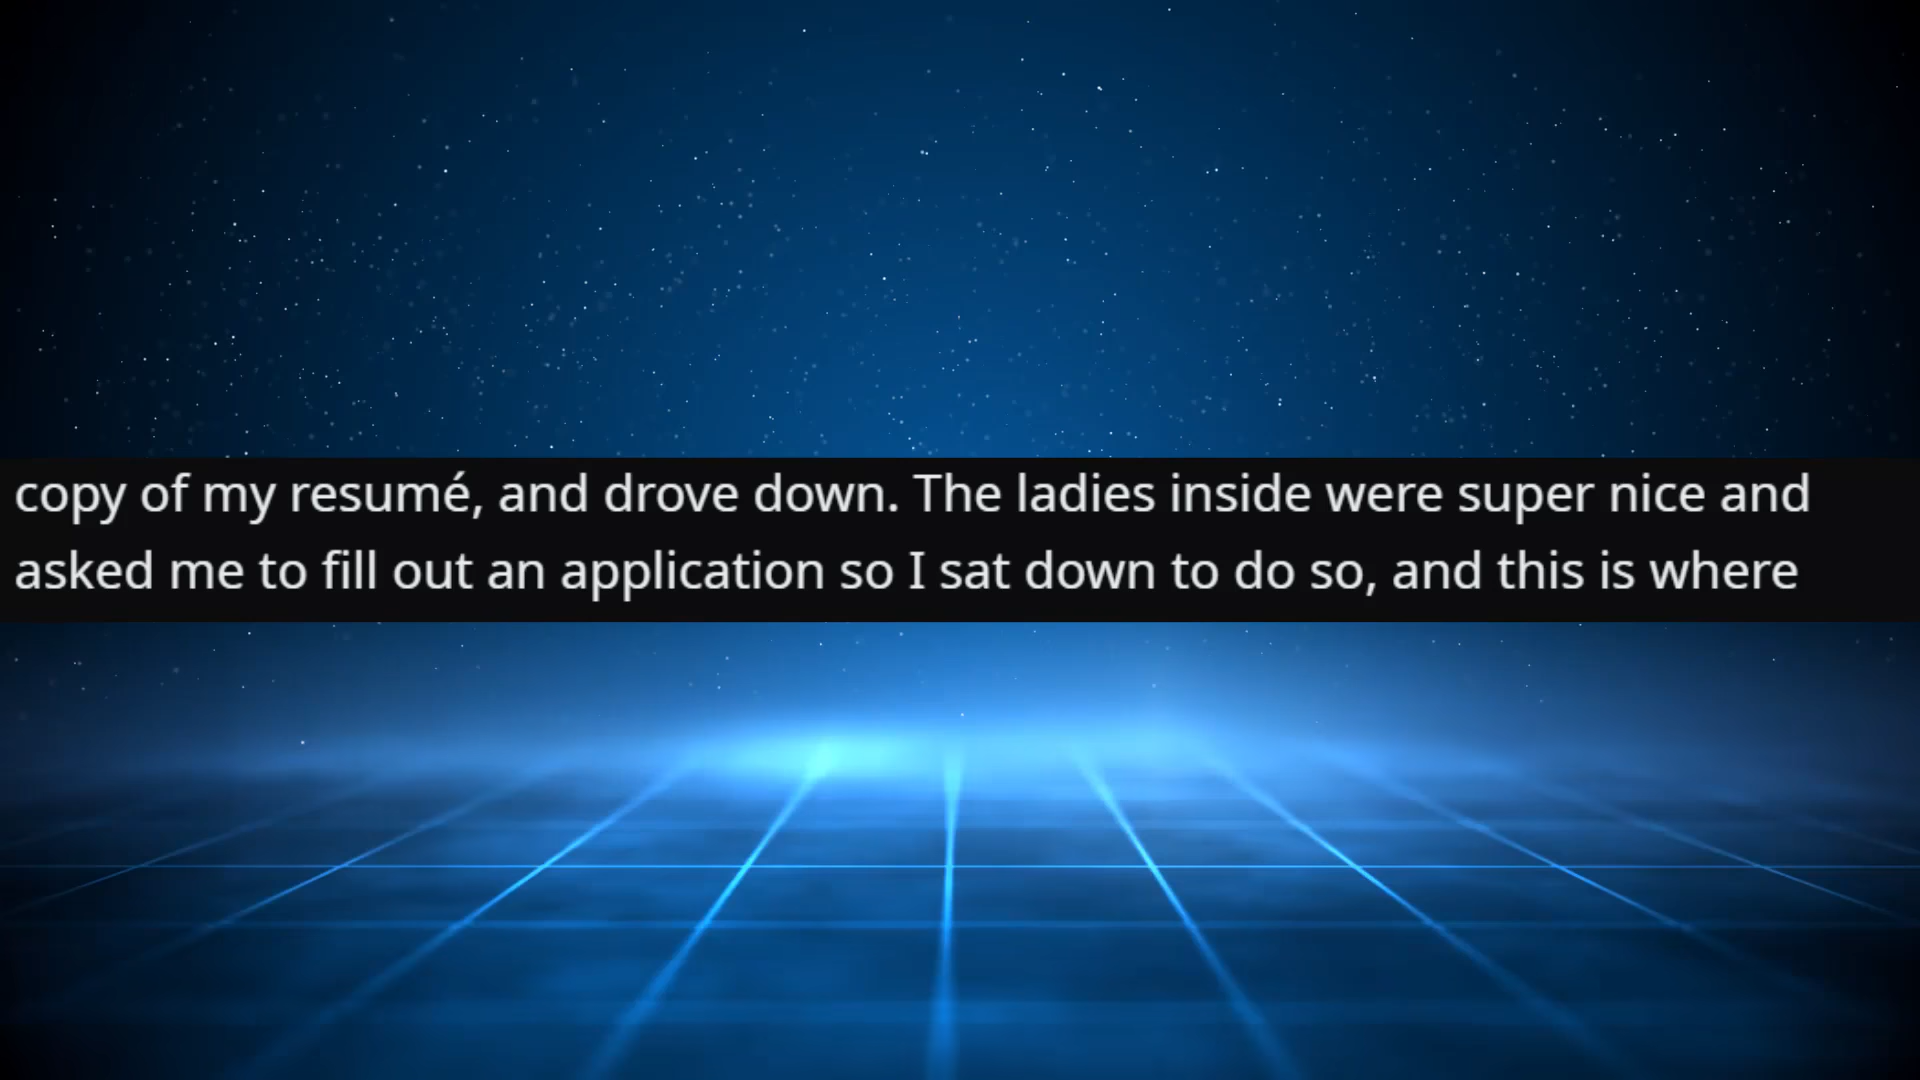 copy of my resumé, and drove down. The ladies inside were super nice and
asked me to fill out an application so I sat down to do so, and this is where